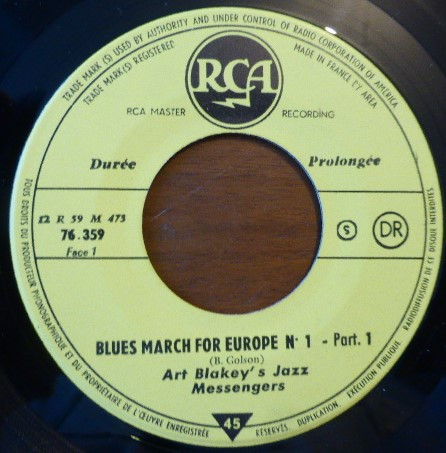 TRADE MARK (S) USED BY AUTHORITY AND UNDER CONTROL OF RADIO CORPORATION OF AMERICA
TRADE MARK (S) REGISTERED
MADE IN FRANCE BY AREA
RCA
RCA MASTER RECORDING
Durée Prolongée
Ω R 59 M 473
76.359
Face 1
S
DR
BLUES MARCH FOR EUROPE N° 1 - Part. 1
(B. Golson)
Art Blakey's Jazz
Messengers
45
TOUS DROITS DU PRODUCTEUR PHONOGRAPHIQUE ET DU PROPRIÉTAIRE DE L'ŒUVRE ENREGISTRÉE RÉSERVÉS. DUPLICATION. EXÉCUTION PUBLIQUE. RADIODIFFUSION DE CE DISQUE INTERDITES.